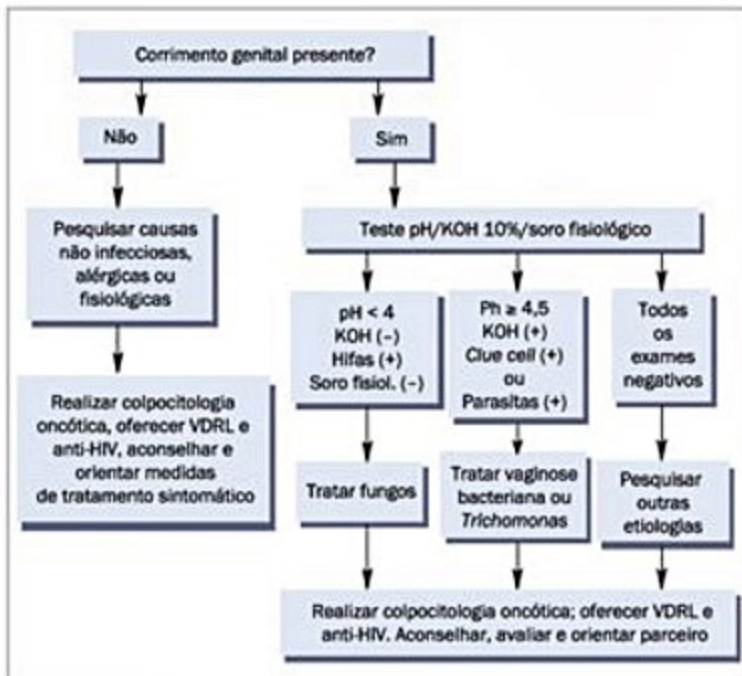 Corrimento genital presente?
Não
Sim
Pesquisar causas
não infecciosas,
alérgicas ou
fisiológicas
Teste pH/KOH 10%/soro fisiológico
pH < 4
KOH (–)
Hifas (+)
Soro fisiol. (–)
Ph ≥ 4,5
KOH (+)
Clue cell (+)
ou
Parasitas (+)
Todos
os
exames
negativos
Realizar colpocitologia
oncótica, oferecer VDRL e
anti-HIV, aconselhar e
orientar medidas
de tratamento sintomático
Tratar fungos
Tratar vaginose
bacteriana ou
Trichomonas
Pesquisar
outras
etiologias
Realizar colpocitologia oncótica; oferecer VDRL e
anti-HIV. Aconselhar, avaliar e orientar parceiro